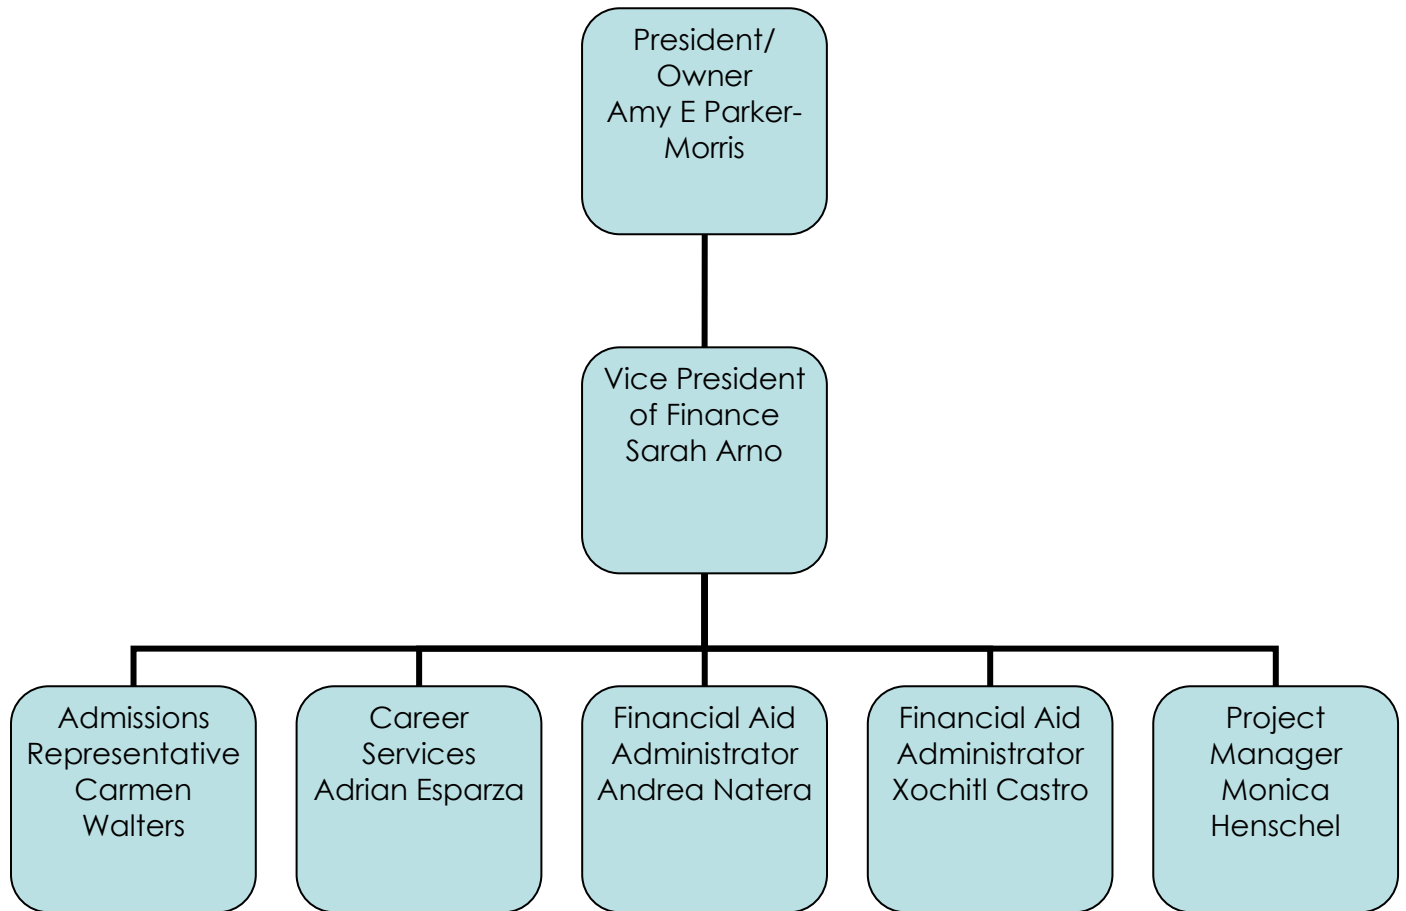 President/
Owner
Amy E Parker-
Morris
Vice President
of Finance
Sarah Arno
Admissions
Representative
Carmen
Walters
Career
Services
Adrian Esparza
Financial Aid
Administrator
Andrea Natera
Financial Aid
Administrator
Xochitl Castro
Project
Manager
Monica
Henschel